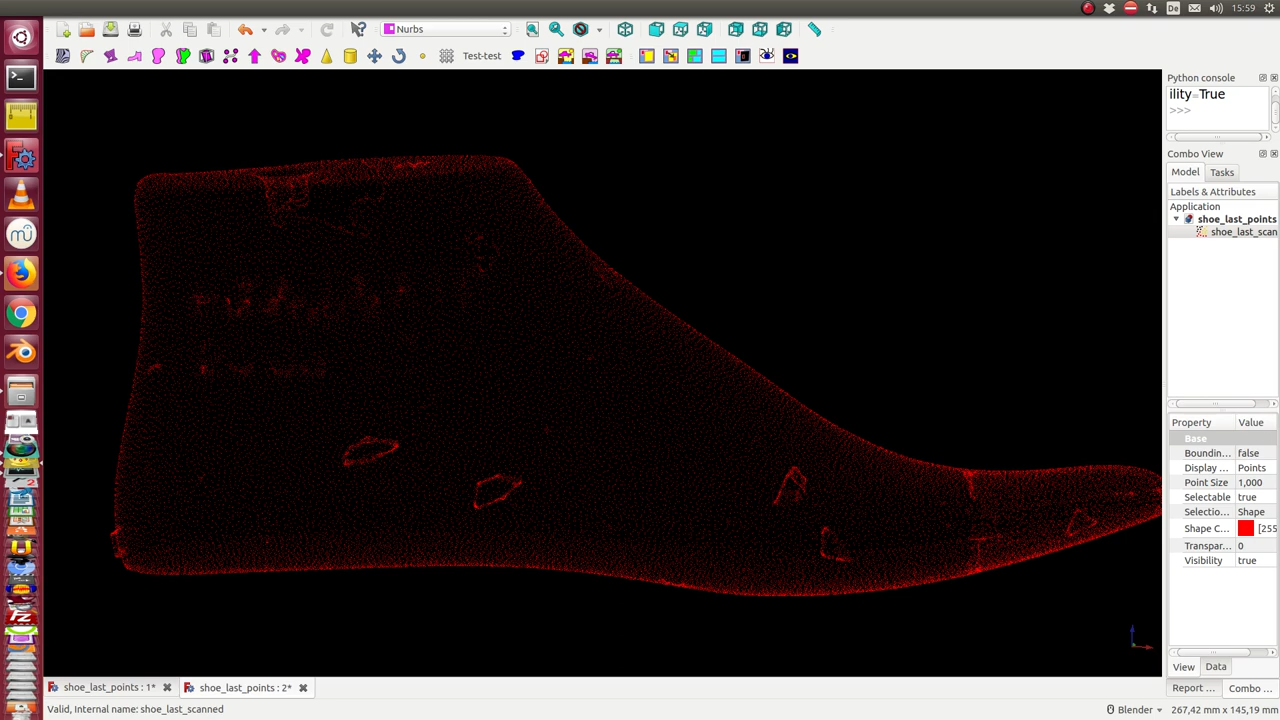 De
15:59
Nurbs
Test-test
Python console
ility=True
>>>
Combo View
Model
Tasks
Labels & Attributes
Application
shoe_last_points
shoe_last_scan
Property
Value
Base
Boundin...
false
Display ...
Points
Point Size
1,000
Selectable
true
Selectio...
Shape
Shape C...
[255
Transpar...
0
Visibility
true
View
Data
shoe_last_points : 1*
shoe_last_points : 2*
Report ...
Combo ...
Valid, Internal name: shoe_last_scanned
Blender
267,42 mm x 145,19 mm